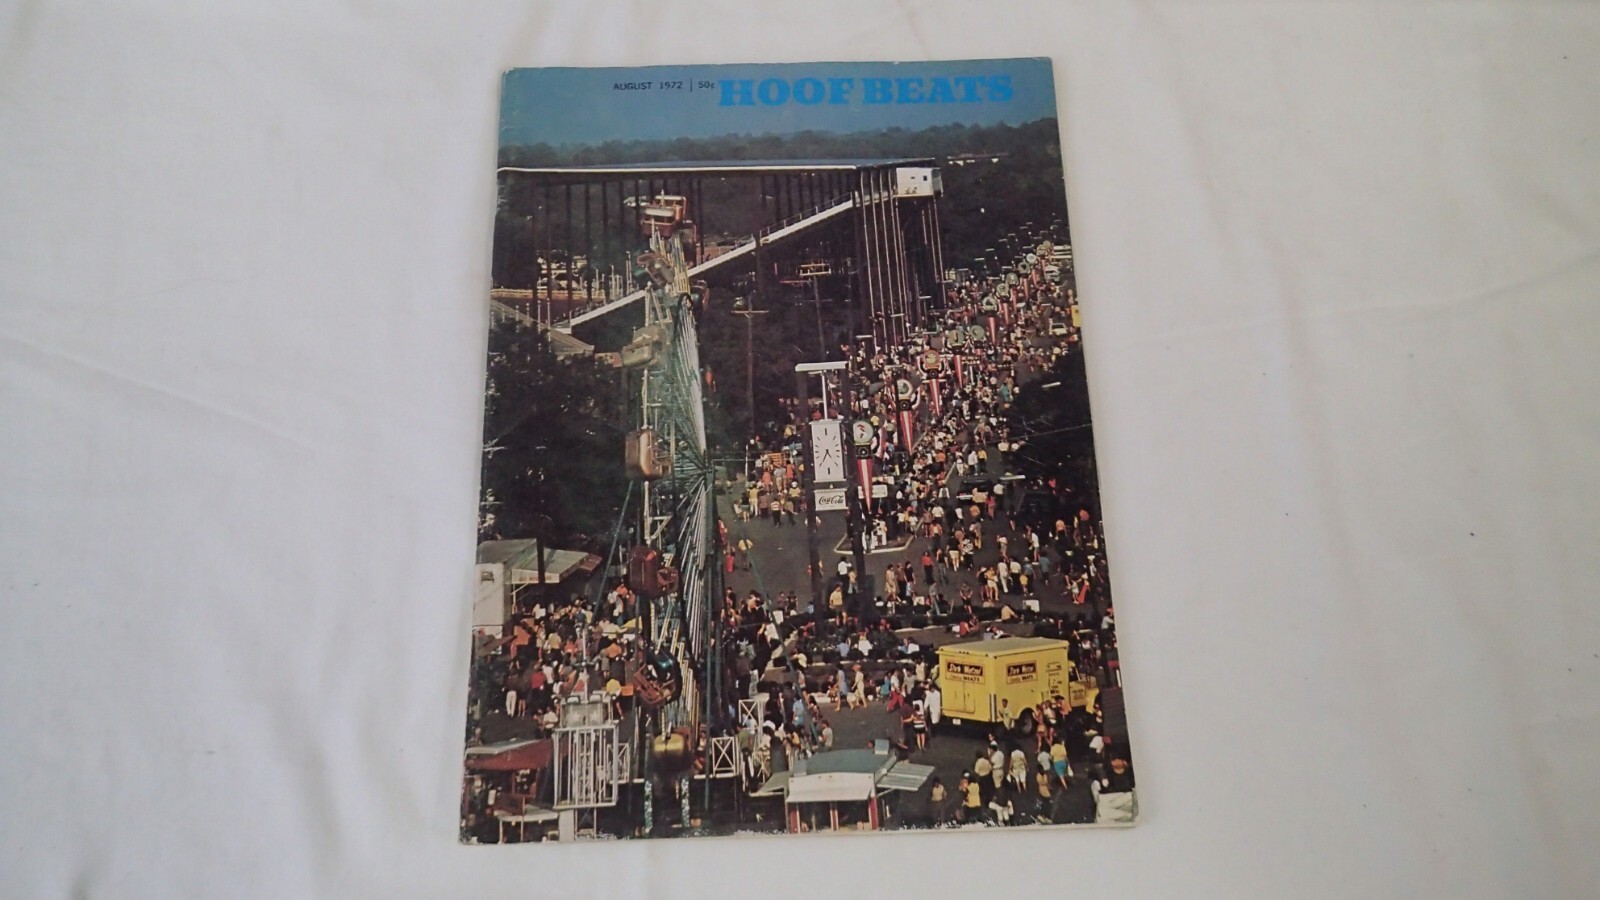 AUGUST 1972 | 50¢ HOOF BEATS
Coca-Cola